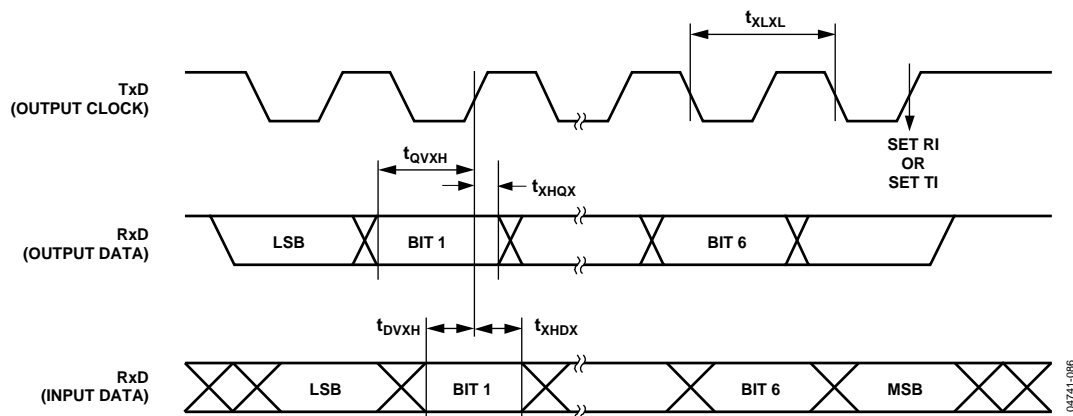 tXLXL
TxD
(OUTPUT CLOCK)
SET RI
OR
SET TI
tQVXH
tXHQX
RxD
(OUTPUT DATA)
LSB
BIT 1
BIT 6
tDVXH
tXHDX
RxD
(INPUT DATA)
LSB
BIT 1
BIT 6
MSB
04741-086